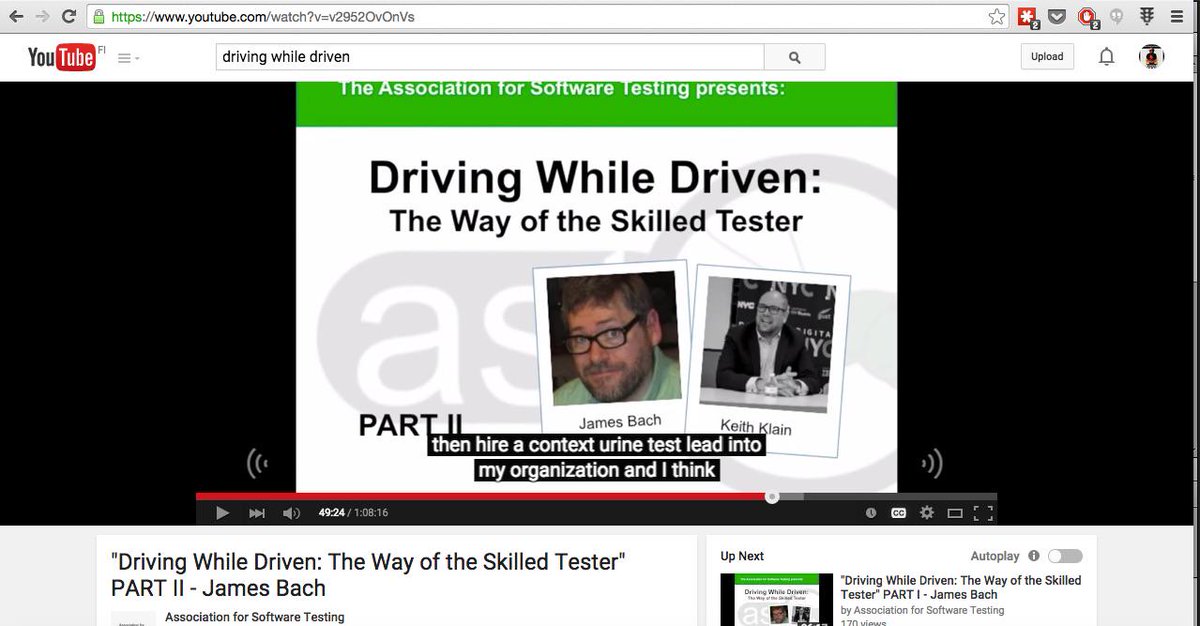 https://www.youtube.com/watch?v=v2952OvOnVs
2
2
YouTube FI
driving while driven
Upload
The Association for Software Testing presents:
Driving While Driven:
The Way of the Skilled Tester
as
James Bach
Keith Klain
PART II
then hire a context urine test lead into
my organization and I think
49:24 / 1:08:16
CC
"Driving While Driven: The Way of the Skilled Tester"
PART II - James Bach
Association for Software Testing
Up Next
Autoplay
"Driving While Driven: The Way of the Skilled
Tester" PART I - James Bach
by Association for Software Testing
170 views